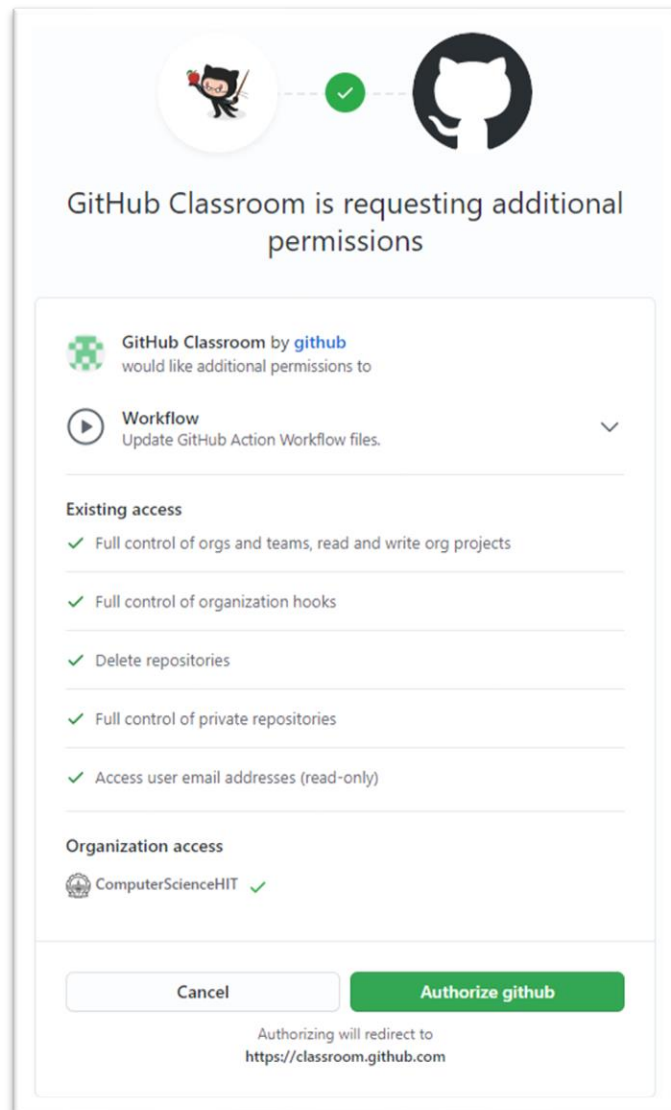 GitHub Classroom is requesting additional
permissions
GitHub Classroom by github
would like additional permissions to
Workflow
Update GitHub Action Workflow files.
Existing access
Full control of orgs and teams, read and write org projects
Full control of organization hooks
Delete repositories
Full control of private repositories
Access user email addresses (read-only)
Organization access
ComputerScienceHIT
Cancel
Authorize github
Authorizing will redirect to
https://classroom.github.com